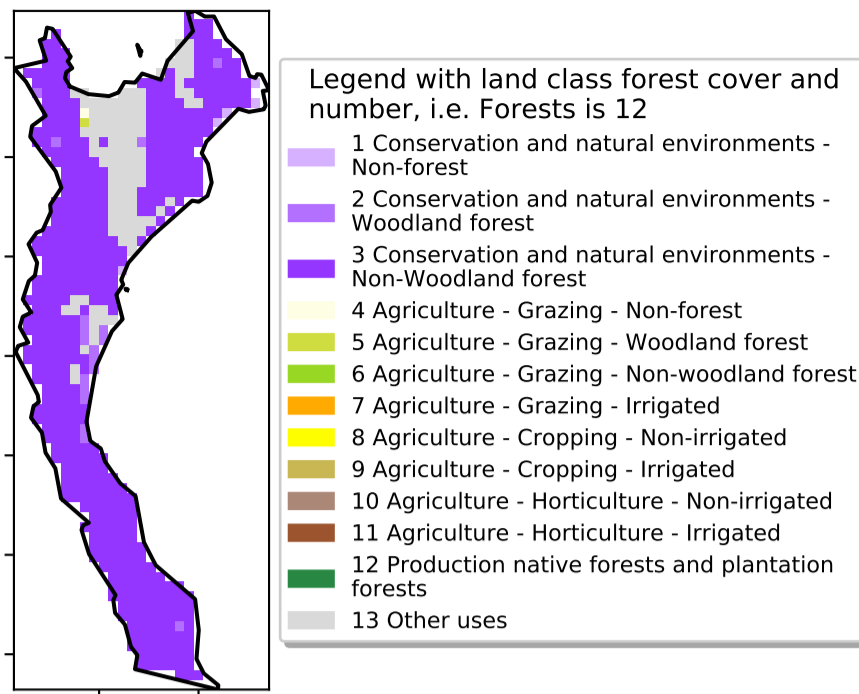 Legend with land class forest cover and
number, i.e. Forests is 12
1 Conservation and natural environments -
Non-forest
2 Conservation and natural environments -
Woodland forest
3 Conservation and natural environments -
Non-Woodland forest
4 Agriculture - Grazing - Non-forest
5 Agriculture - Grazing - Woodland forest
6 Agriculture - Grazing - Non-woodland forest
7 Agriculture - Grazing - Irrigated
8 Agriculture - Cropping - Non-irrigated
9 Agriculture - Cropping - Irrigated
10 Agriculture - Horticulture - Non-irrigated
11 Agriculture - Horticulture - Irrigated
12 Production native forests and plantation
forests
13 Other uses